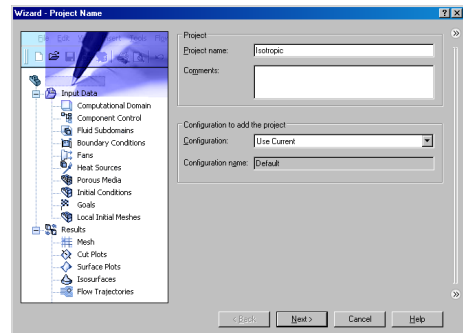 Wizard - Project Name
File Edit
Input Data
Computational Domain
Component Control
Fluid Subdomains
Boundary Conditions
Fans
Heat Sources
Porous Media
Initial Conditions
Goals
Local Initial Meshes
Results
Mesh
Cut Plots
Surface Plots
Isosurfaces
Flow Trajectories
Project
Project name: Isotropic
Comments:
Configuration to add the project
Configuration: Use Current
Configuration name: Default
< Back Next > Cancel Help